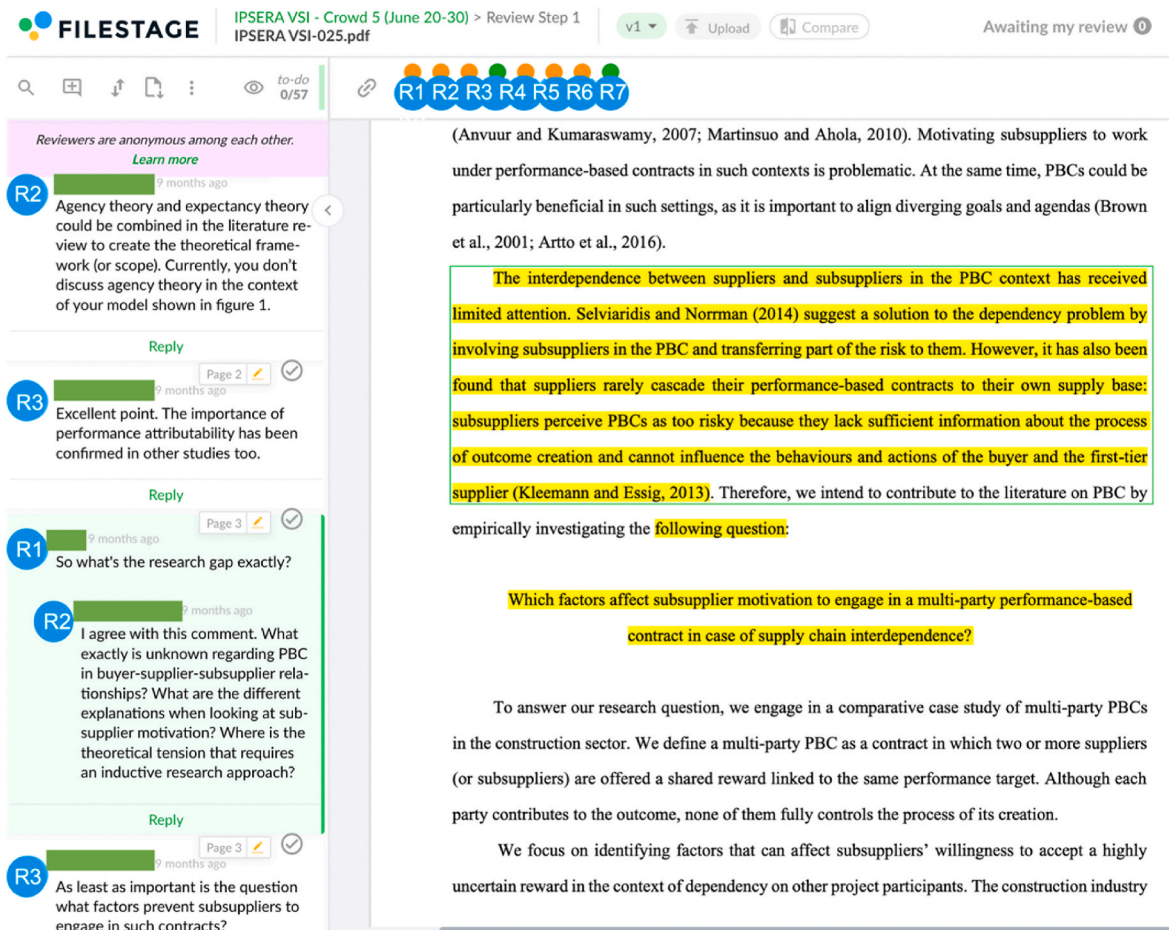 FILESTAGE
IPSERA VSI - Crowd 5 (June 20-30) > Review Step 1
IPSERA VSI-025.pdf
v1
Upload
Compare
Awaiting my review 0
to-do
0/57
R1 R2 R3 R4 R5 R6 R7
Reviewers are anonymous among each other.
Learn more
R2
9 months ago
Agency theory and expectancy theory
could be combined in the literature re-
view to create the theoretical frame-
work (or scope). Currently, you don't
discuss agency theory in the context
of your model shown in figure 1.
Reply
Page 2
R3
9 months ago
Excellent point. The importance of
performance attributability has been
confirmed in other studies too.
Reply
Page 3
R1
9 months ago
So what's the research gap exactly?
R2
9 months ago
I agree with this comment. What
exactly is unknown regarding PBC
in buyer-supplier-subsupplier rela-
tionships? What are the different
explanations when looking at sub-
supplier motivation? Where is the
theoretical tension that requires
an inductive research approach?
Reply
Page 3
R3
9 months ago
As least as important is the question
what factors prevent subsuppliers to
engage in such contracts?
(Anvuur and Kumaraswamy, 2007; Martinsuo and Ahola, 2010). Motivating subsuppliers to work
under performance-based contracts in such contexts is problematic. At the same time, PBCs could be
particularly beneficial in such settings, as it is important to align diverging goals and agendas (Brown
et al., 2001; Artto et al., 2016).
The interdependence between suppliers and subsuppliers in the PBC context has received
limited attention. Selviaridis and Norrman (2014) suggest a solution to the dependency problem by
involving subsuppliers in the PBC and transferring part of the risk to them. However, it has also been
found that suppliers rarely cascade their performance-based contracts to their own supply base:
subsuppliers perceive PBCs as too risky because they lack sufficient information about the process
of outcome creation and cannot influence the behaviours and actions of the buyer and the first-tier
supplier (Kleemann and Essig, 2013). Therefore, we intend to contribute to the literature on PBC by
empirically investigating the following question:
Which factors affect subsupplier motivation to engage in a multi-party performance-based
contract in case of supply chain interdependence?
To answer our research question, we engage in a comparative case study of multi-party PBCs
in the construction sector. We define a multi-party PBC as a contract in which two or more suppliers
(or subsuppliers) are offered a shared reward linked to the same performance target. Although each
party contributes to the outcome, none of them fully controls the process of its creation.
We focus on identifying factors that can affect subsuppliers' willingness to accept a highly
uncertain reward in the context of dependency on other project participants. The construction industry